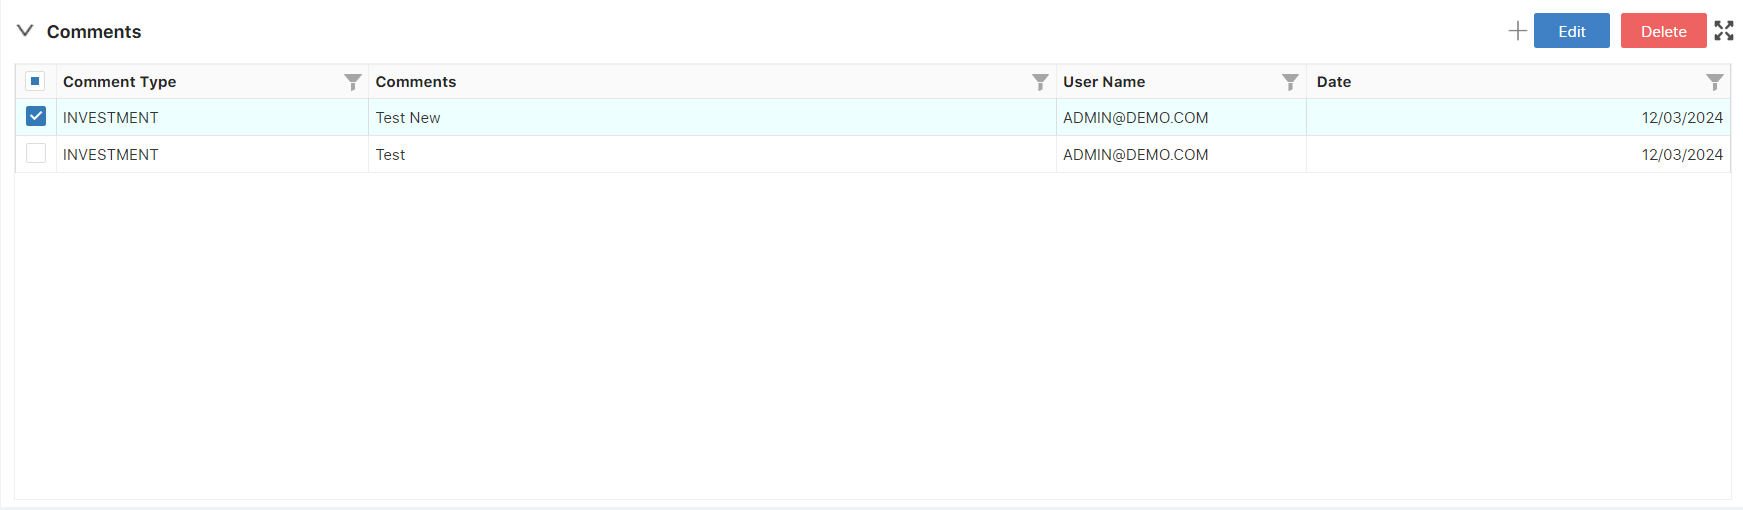 Comments
Edit
Delete
Comment Type Comments User Name Date
INVESTMENT Test New ADMIN@DEMO.COM 12/03/2024
INVESTMENT Test ADMIN@DEMO.COM 12/03/2024